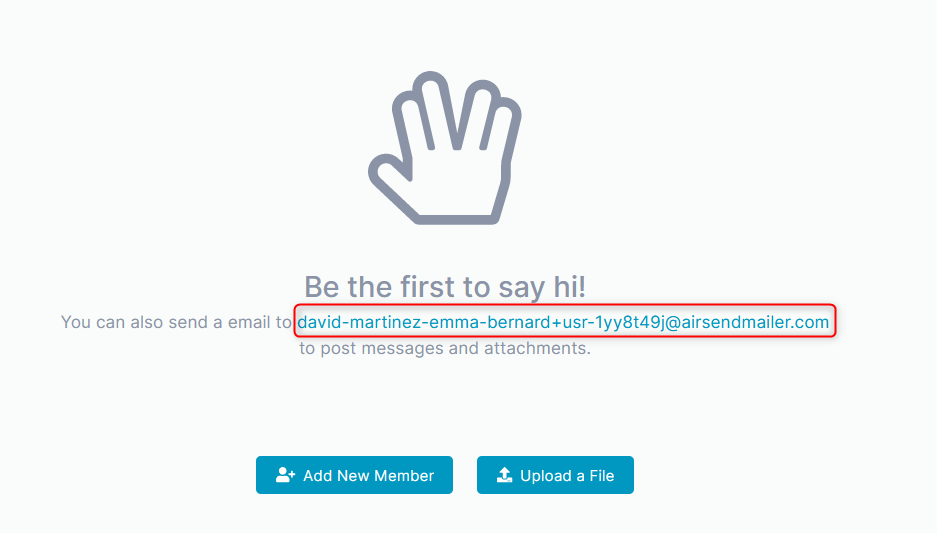 Be the first to say hi!
You can also send a email to david-martinez-emma-bernard+usr-1yy8t49j@airsendmailer.com
to post messages and attachments.
Add New Member
Upload a File